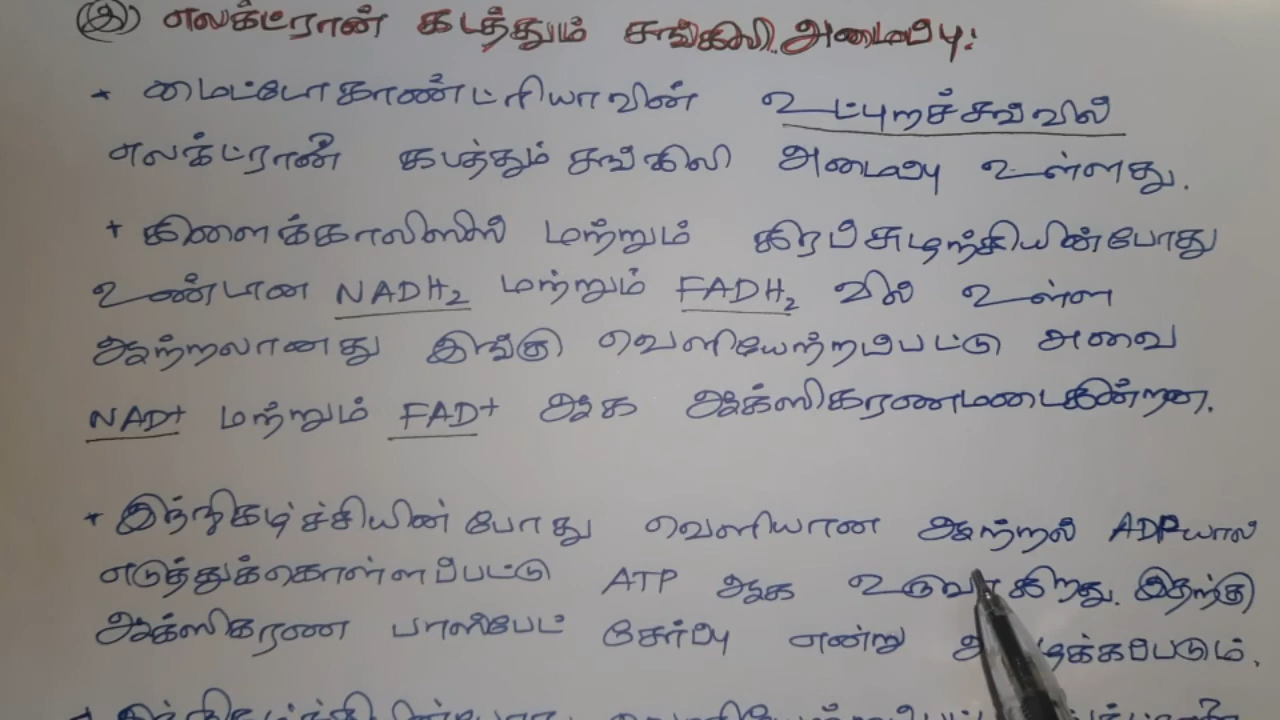 (இ) எலக்ட்ரான் கடத்தும் சங்கிலி அமைப்பு:
* மைட்டோகாண்ட்ரியாவின் உட்புறச்சவ்வில்
எலக்ட்ரான் கடத்தும் சங்கிலி அமைப்பு உள்ளது.
+ கிளைக்காலிஸிஸ் மற்றும் கிரப் சுழற்சியின்போது
உண்டான NADH₂ மற்றும் FADH₂ வில் உள்ள
ஆற்றலானது இங்கு வெளியேற்றப்பட்டு அவை
NAD+ மற்றும் FAD+ ஆக ஆக்ஸிகரணமடைகின்றன.
* இந்நிகழ்ச்சியின் போது வெளியான ஆற்றல் ADPயால்
எடுத்துக்கொள்ளப்பட்டு ATP ஆக உருவாகிறது. இதற்கு
ஆக்ஸிகரண பாஸ்பேட் சேர்ப்பு என்று